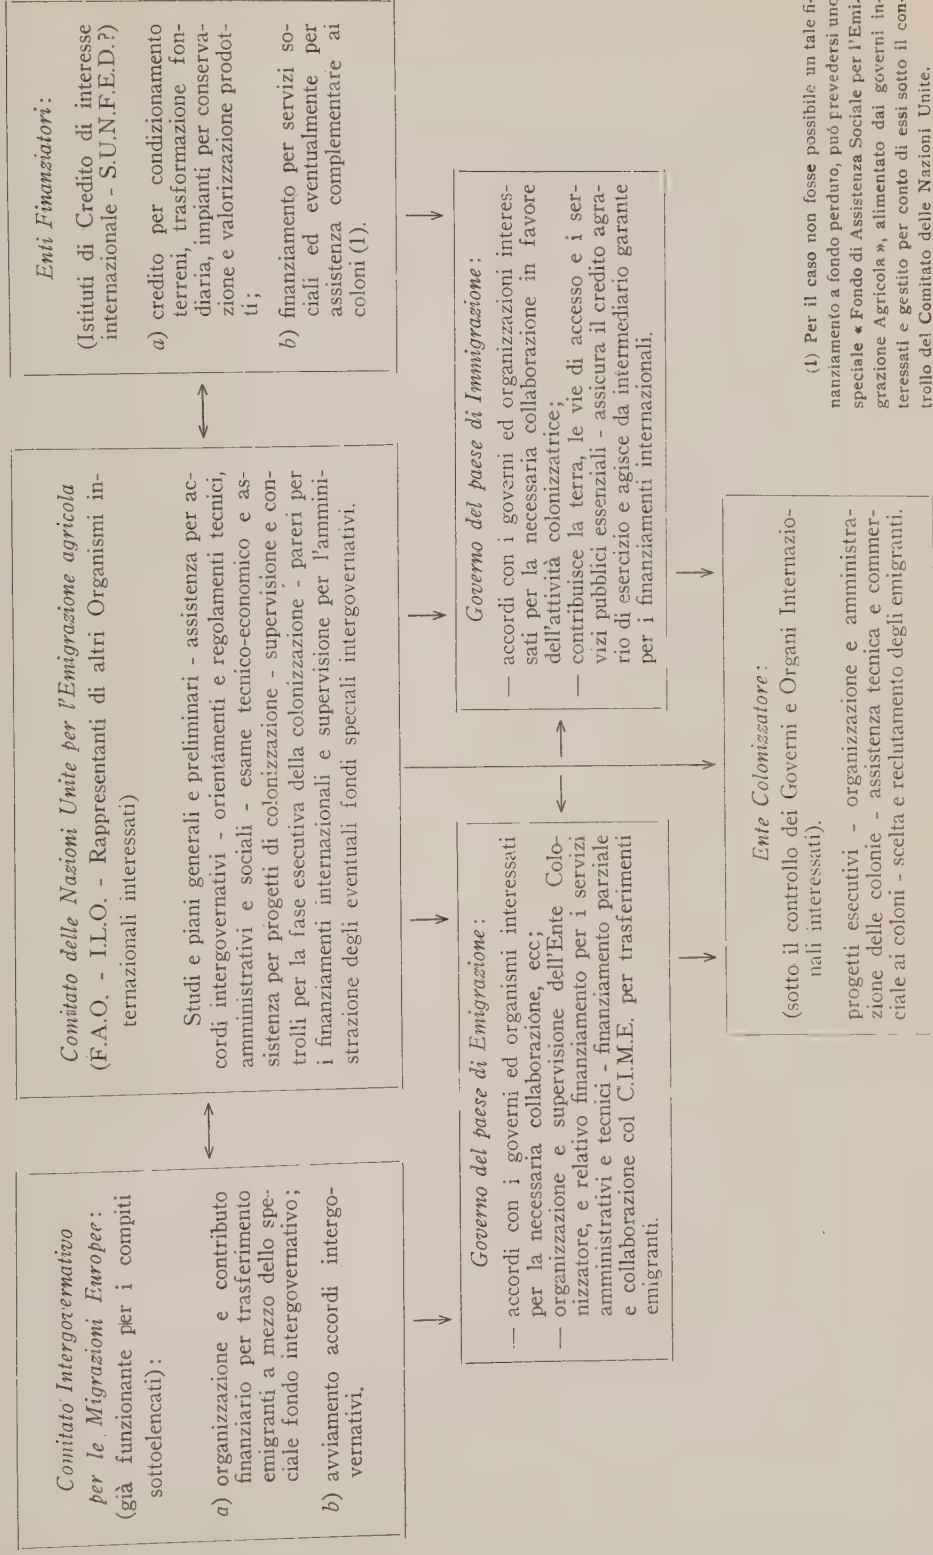 Comitato Intergovernativo
per le Migrazioni Europee:
(già funzionante per i compiti
sottoelencati):
a) organizzazione e contributo
finanziario per trasferimento
emigranti a mezzo dello spe-
ciale fondo intergovernativo;
b) avviamento accordi intergo-
vernativi.
Comitato delle Nazioni Unite per l'Emigrazione agricola
(F.A.O. - I.L.O. - Rappresentanti di altri Organismi in-
ternazionali interessati)
Studi e piani generali e preliminari - assistenza per ac-
cordi intergovernativi - orientámenti e regolamenti tecnici,
amministrativi e sociali - esame tecnico-economico e as-
sistenza per progetti di colonizzazione - supervisione e con-
trolli per la fase esecutiva della colonizzazione - pareri per
i finanziamenti internazionali e supervisione per l'ammini-
strazione degli eventuali fondi speciali intergovernativi.
Enti Finanziatori:
(Istituti di Credito di interesse
internazionale - S.U.N.F.E.D.?)
a) credito per condizionamento
terreni, trasformazione fon-
diaria, impianti per conserva-
zione e valorizzazione prodot-
ti;
b) finanziamento per servizi so-
ciali ed eventualmente per
assistenza complementare ai
coloni (1).
Governo del paese di Emigrazione:
— accordi con i governi ed organismi interessati
per la necessaria collaborazione, ecc;
— organizzazione e supervisione dell'Ente Colo-
nizzatore, e relativo finanziamento per i servizi
amministrativi e tecnici - finanziamento parziale
e collaborazione col C.I.M.E. per trasferimenti
emigranti.
Governo del paese di Immigrazione:
— accordi con i governi ed organizzazioni interes-
sati per la necessaria collaborazione in favore
dell'attività colonizzatrice;
— contribuisce la terra, le vie di accesso e i ser-
vizi pubblici essenziali - assicura il credito agra-
rio di esercizio e agisce da intermediario garante
per i finanziamenti internazionali.
Ente Colonizzatore:
(sotto il controllo dei Governi e Organi Internazio-
nali interessati).
progetti esecutivi - organizzazione e amministra-
zione delle colonie - assistenza tecnica e commer-
ciale ai coloni - scelta e reclutamento degli emigranti.
(1) Per il caso non fosse possibile un tale fi-
nanziamento a fondo perduto, puó prevedersi uno
speciale « Fondo di Assistenza Sociale per l'Emi-
grazione Agricola », alimentato dai governi in-
teressati e gestito per conto di essi sotto il con-
trollo del Comitato delle Nazioni Unite.